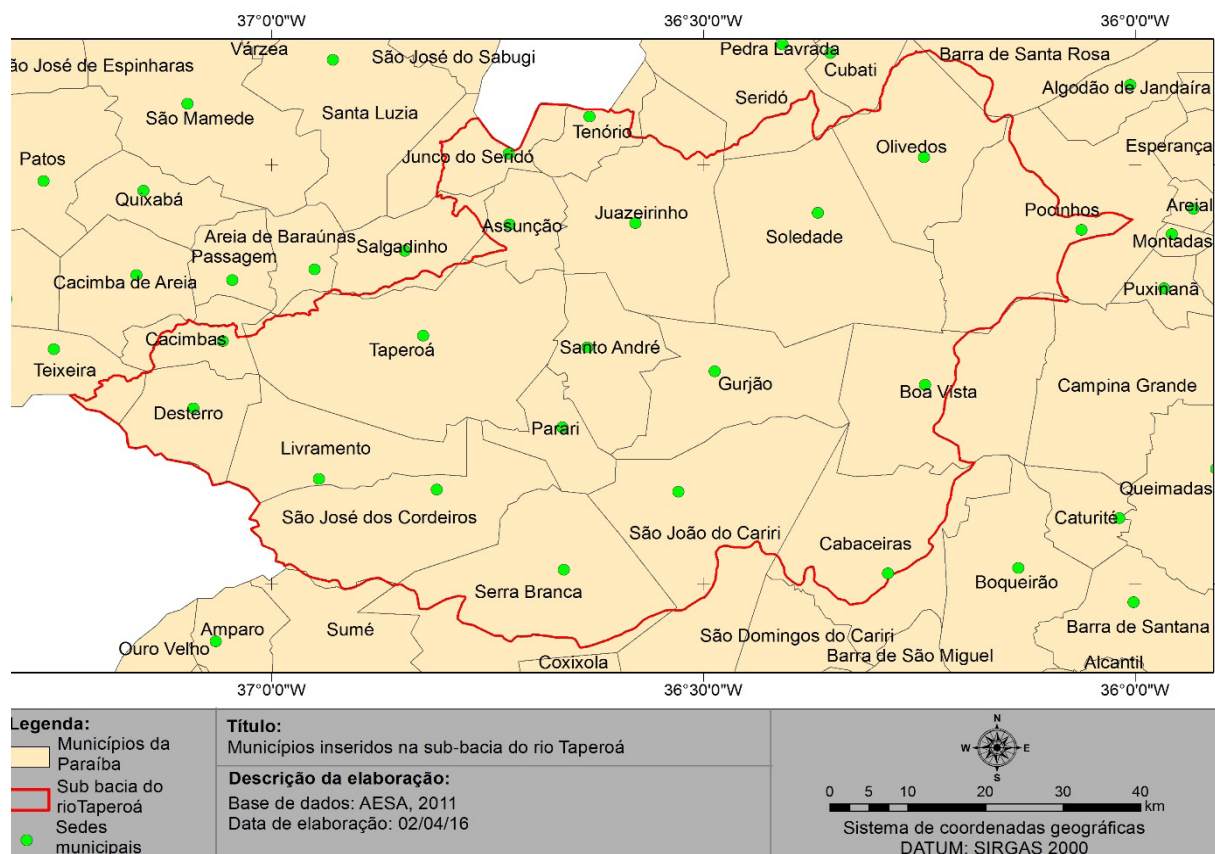 37°0'0"W
36°30'0"W
36°0'0"W
Várzea
São José do Sabugi
Pedra Lavrada
Barra de Santa Rosa
ão José de Espinharas
Cubati
Algodão de Jandaíra
São Mamede
Santa Luzia
Seridó
Tenório
Olivedos
Esperança
Patos
Junco do Seridó
Quixabá
Juazeirinho
Soledade
Pocinhos
Areial
Assunção
Areia de Baraúnas
Salgadinho
Montadas
Passagem
Cacimba de Areia
Puxinanã
Cacimbas
Taperoá
Santo André
Teixeira
Gurjão
Boa Vista
Campina Grande
Desterro
Parari
Livramento
Queimadas
São José dos Cordeiros
Caturité
São João do Cariri
Cabaceiras
Serra Branca
Boqueirão
Amparo
Sumé
São Domingos do Cariri
Barra de Santana
Ouro Velho
Coxixola
Barra de São Miguel
Alcantil
37°0'0"W
36°30'0"W
36°0'0"W
Legenda:
Municípios da
Paraíba
Sub bacia do
rioTaperoá
Sedes
municipais
Título:
Municípios inseridos na sub-bacia do rio Taperoá
Descrição da elaboração:
Base de dados: AESA, 2011
Data de elaboração: 02/04/16
N
W E
S
0 5 10 20 30 40
km
Sistema de coordenadas geográficas
DATUM: SIRGAS 2000